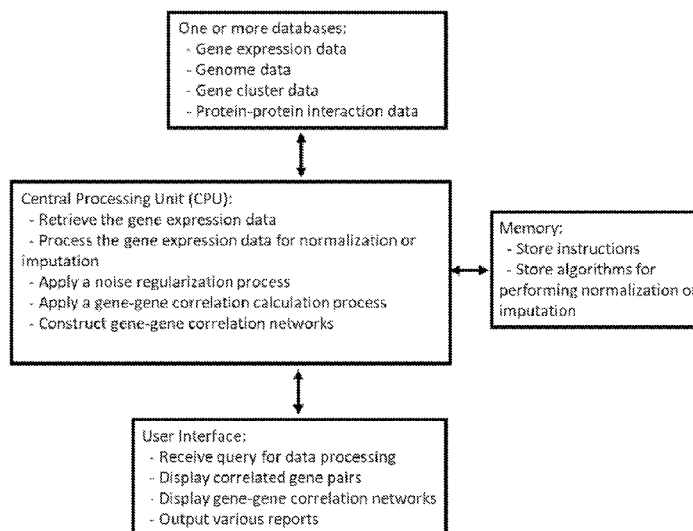 One or more databases:
- Gene expression data
- Genome data
- Gene cluster data
- Protein-protein interaction data
Central Processing Unit (CPU):
- Retrieve the gene expression data
- Process the gene expression data for normalization or
imputation
- Apply a noise regularization process
- Apply a gene-gene correlation calculation process
- Construct gene-gene correlation networks
Memory:
- Store instructions
- Store algorithms for
performing normalization or
imputation
User Interface:
- Receive query for data processing
- Display correlated gene pairs
- Display gene-gene correlation networks
- Output various reports